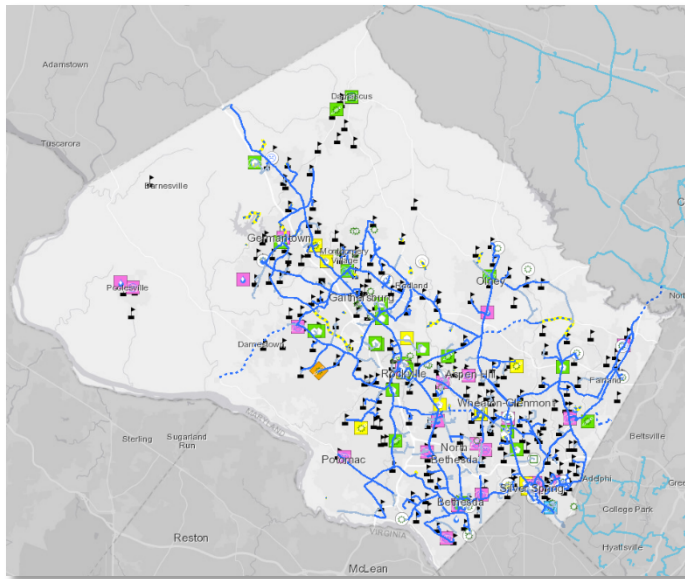 Adamstown
Damascus
Tuscarora
Barnesville
Germantown
Montgomery
Village
Olney
Poolesville
Redland
Gaithersburg
Darnestown
Rockville
Aspen Hill
Fairland
Wheaton-Glenmont
Sterling
Sugarland
Run
North
Bethesda
Potomac
Beltsville
MARYLAND
Silver Spring
Adelphi
Bethesda
College Park
VIRGINIA
Reston
Hyattsville
McLean